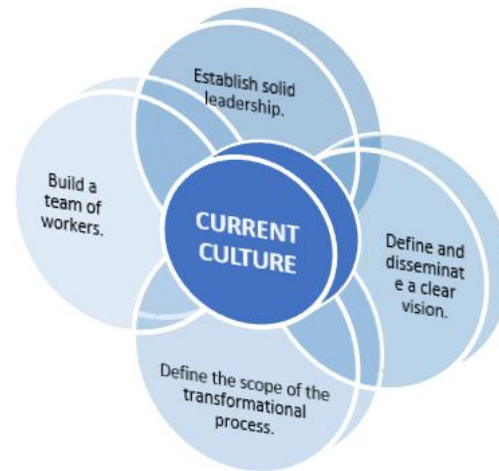 Establish solid
leadership.
Build a
team of
workers.
CURRENT
CULTURE
Define and
disseminat
e a clear
vision.
Define the scope of the
transformational
process.